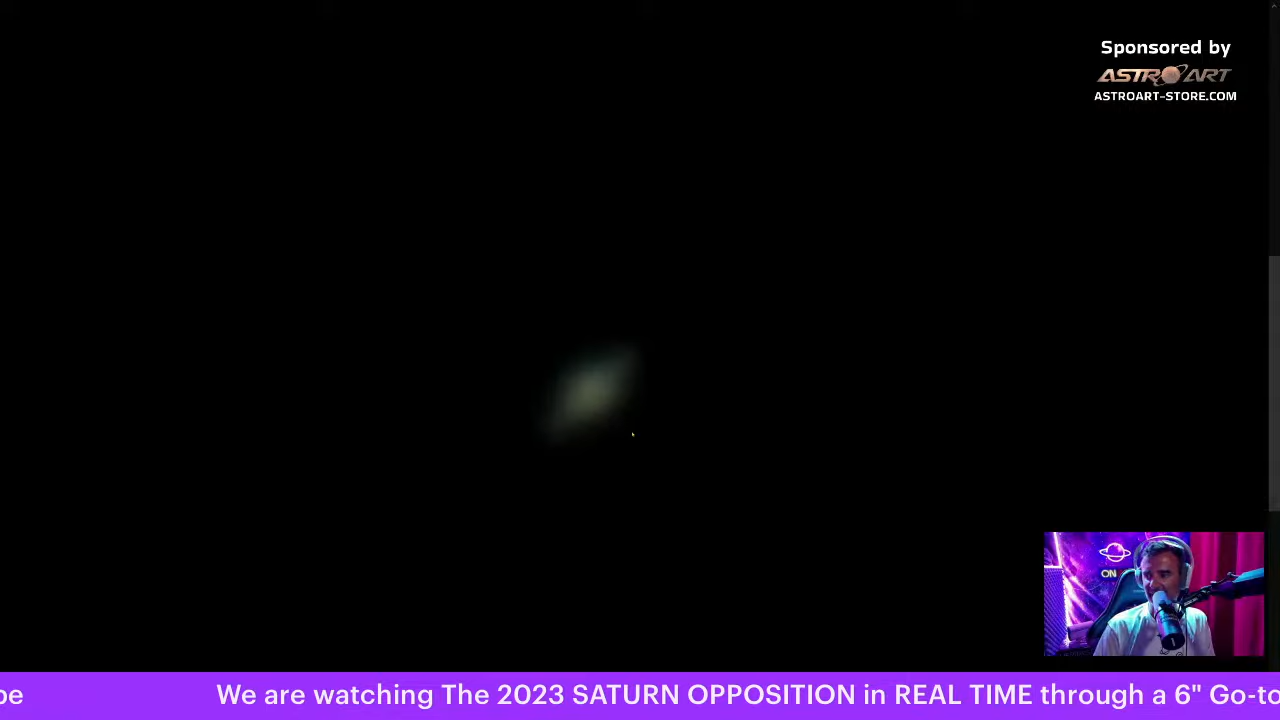 Sponsored by
ASTROART
ASTROART-STORE.COM
ON
pe We are watching The 2023 SATURN OPPOSITION in REAL TIME through a 6" Go-to